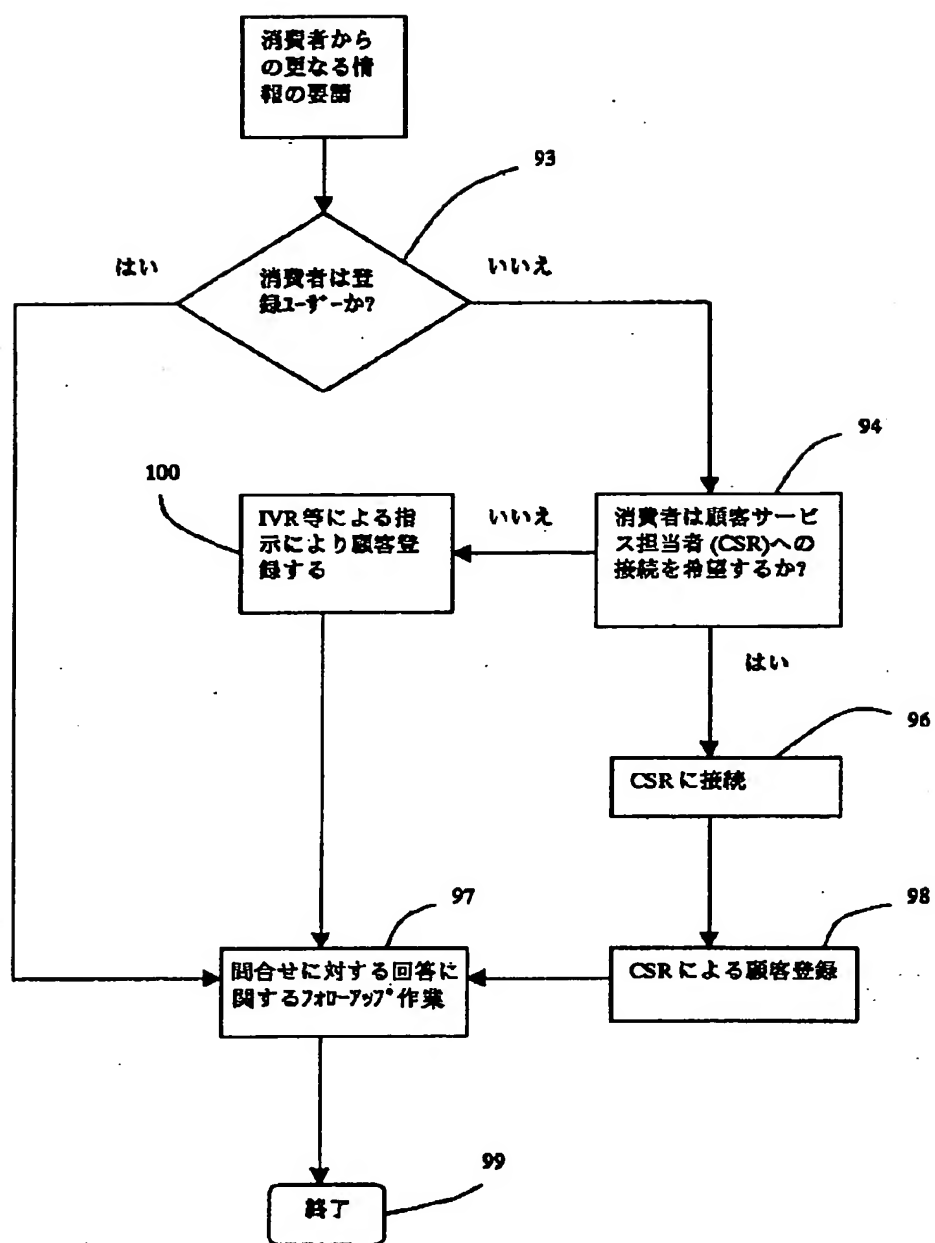 消費者から
の更なる情
報の要請
93
はい
いいえ
消費者は登
録ﾕｰｻﾞｰか?
94
100
IVR等による指
示により顧客登
録する
いいえ
消費者は顧客サービ
ス担当者(CSR)への
接続を希望するか?
はい
96
CSRに接続
97
98
問合せに対する回答に
関するﾌｫﾛｰｱｯﾌﾟ作業
CSRによる顧客登録
99
終了